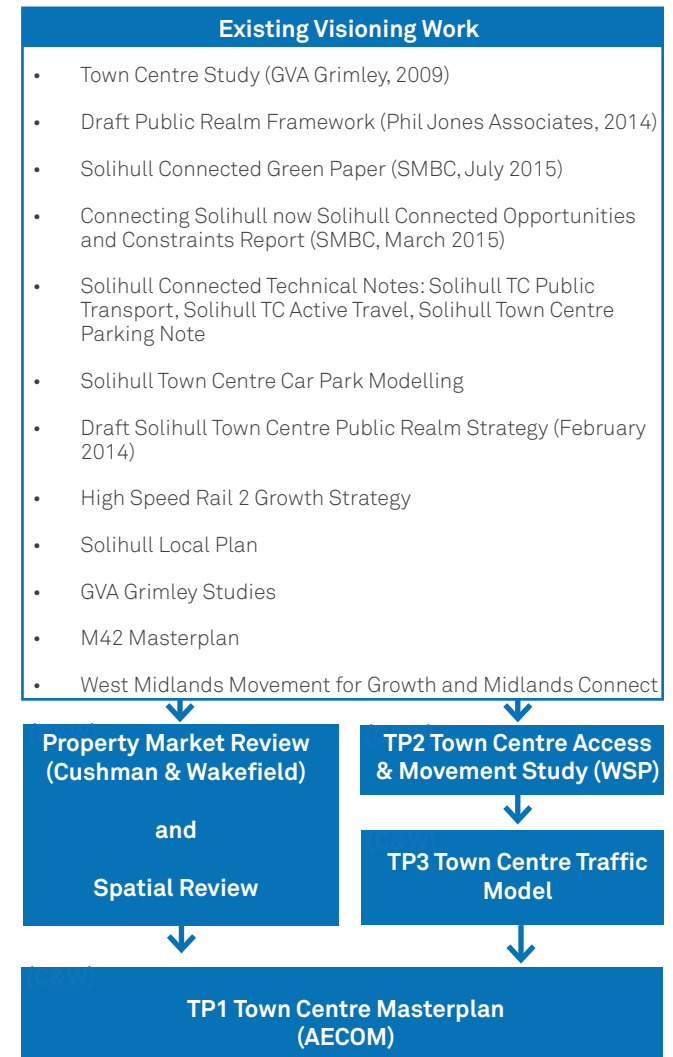 Existing Visioning Work
• Town Centre Study (GVA Grimley, 2009)
• Draft Public Realm Framework (Phil Jones Associates, 2014)
• Solihull Connected Green Paper (SMBC, July 2015)
• Connecting Solihull now Solihull Connected Opportunities
and Constraints Report (SMBC, March 2015)
• Solihull Connected Technical Notes: Solihull TC Public
Transport, Solihull TC Active Travel, Solihull Town Centre
Parking Note
• Solihull Town Centre Car Park Modelling
• Draft Solihull Town Centre Public Realm Strategy (February
2014)
• High Speed Rail 2 Growth Strategy
• Solihull Local Plan
• GVA Grimley Studies
• M42 Masterplan
• West Midlands Movement for Growth and Midlands Connect
Property Market Review
(Cushman & Wakefield)
and
Spatial Review
TP2 Town Centre Access
& Movement Study (WSP)
TP3 Town Centre Traffic
Model
(C&W)
TP1 Town Centre Masterplan
(AECOM)